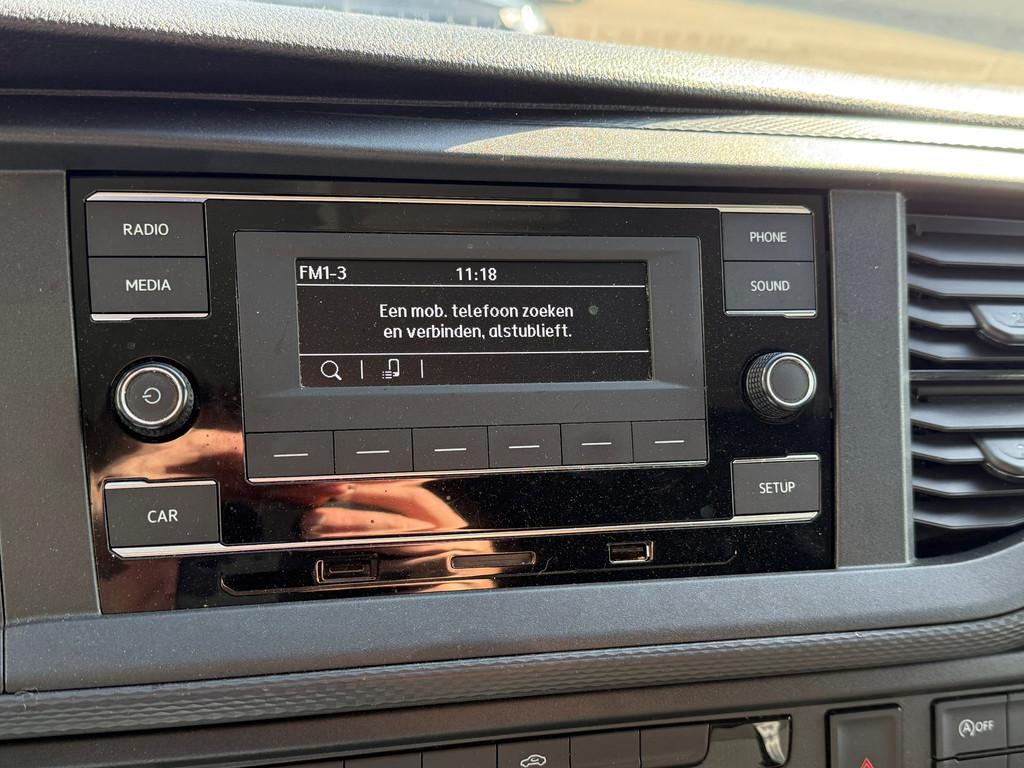 RADIO
MEDIA
PHONE
SOUND
FM1-3 11:18
Een mob. telefoon zoeken
en verbinden, alstublieft.
CAR
SETUP
A OFF